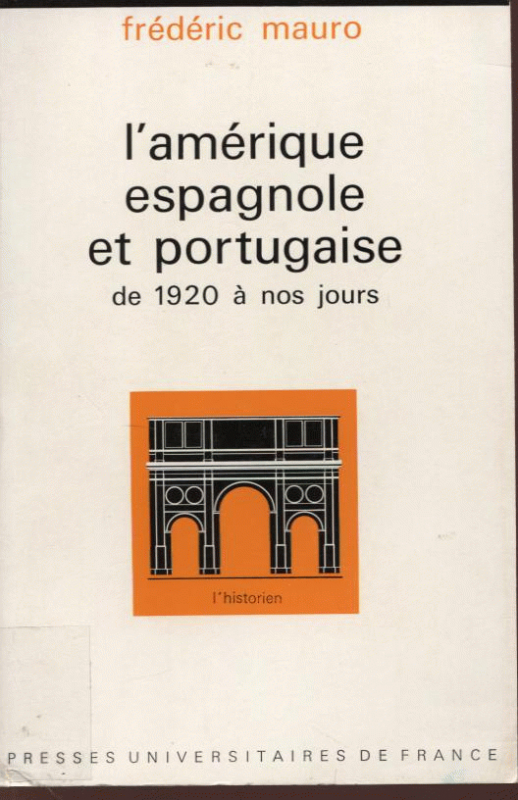 frédéric mauro
l'amérique
espagnole
et portugaise
de 1920 à nos jours
l'historien
PRESSES UNIVERSITAIRES DE FRANCE